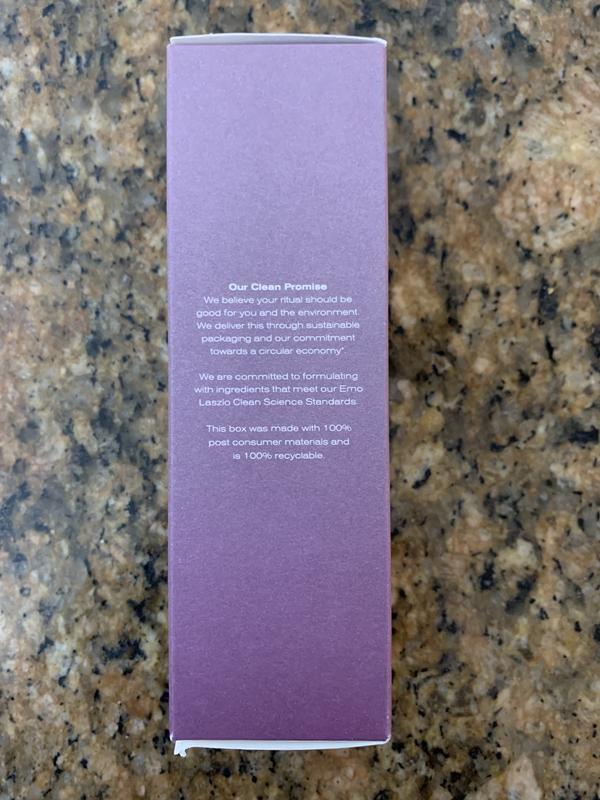 Our Clean Promise
We believe your ritual should be
good for you and the environment.
We deliver this through sustainable
packaging and our commitment
towards a circular economy*.
We are committed to formulating
with ingredients that meet our Erno
Laszlo Clean Science Standards.
This box was made with 100%
post consumer materials and
is 100% recyclable.